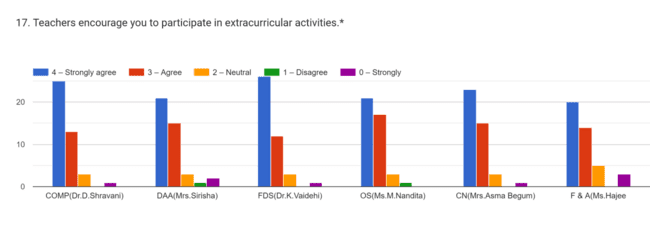 17. Teachers encourage you to participate in extracurricular activities.*
4 – Strongly agree 3 – Agree 2 – Neutral 1 – Disagree 0 – Strongly
20
10
0
COMP(Dr.D.Shravani) DAA(Mrs.Sirisha) FDS(Dr.K.Vaidehi) OS(Ms.M.Nandita) CN(Mrs.Asma Begum) F & A(Ms.Hajee